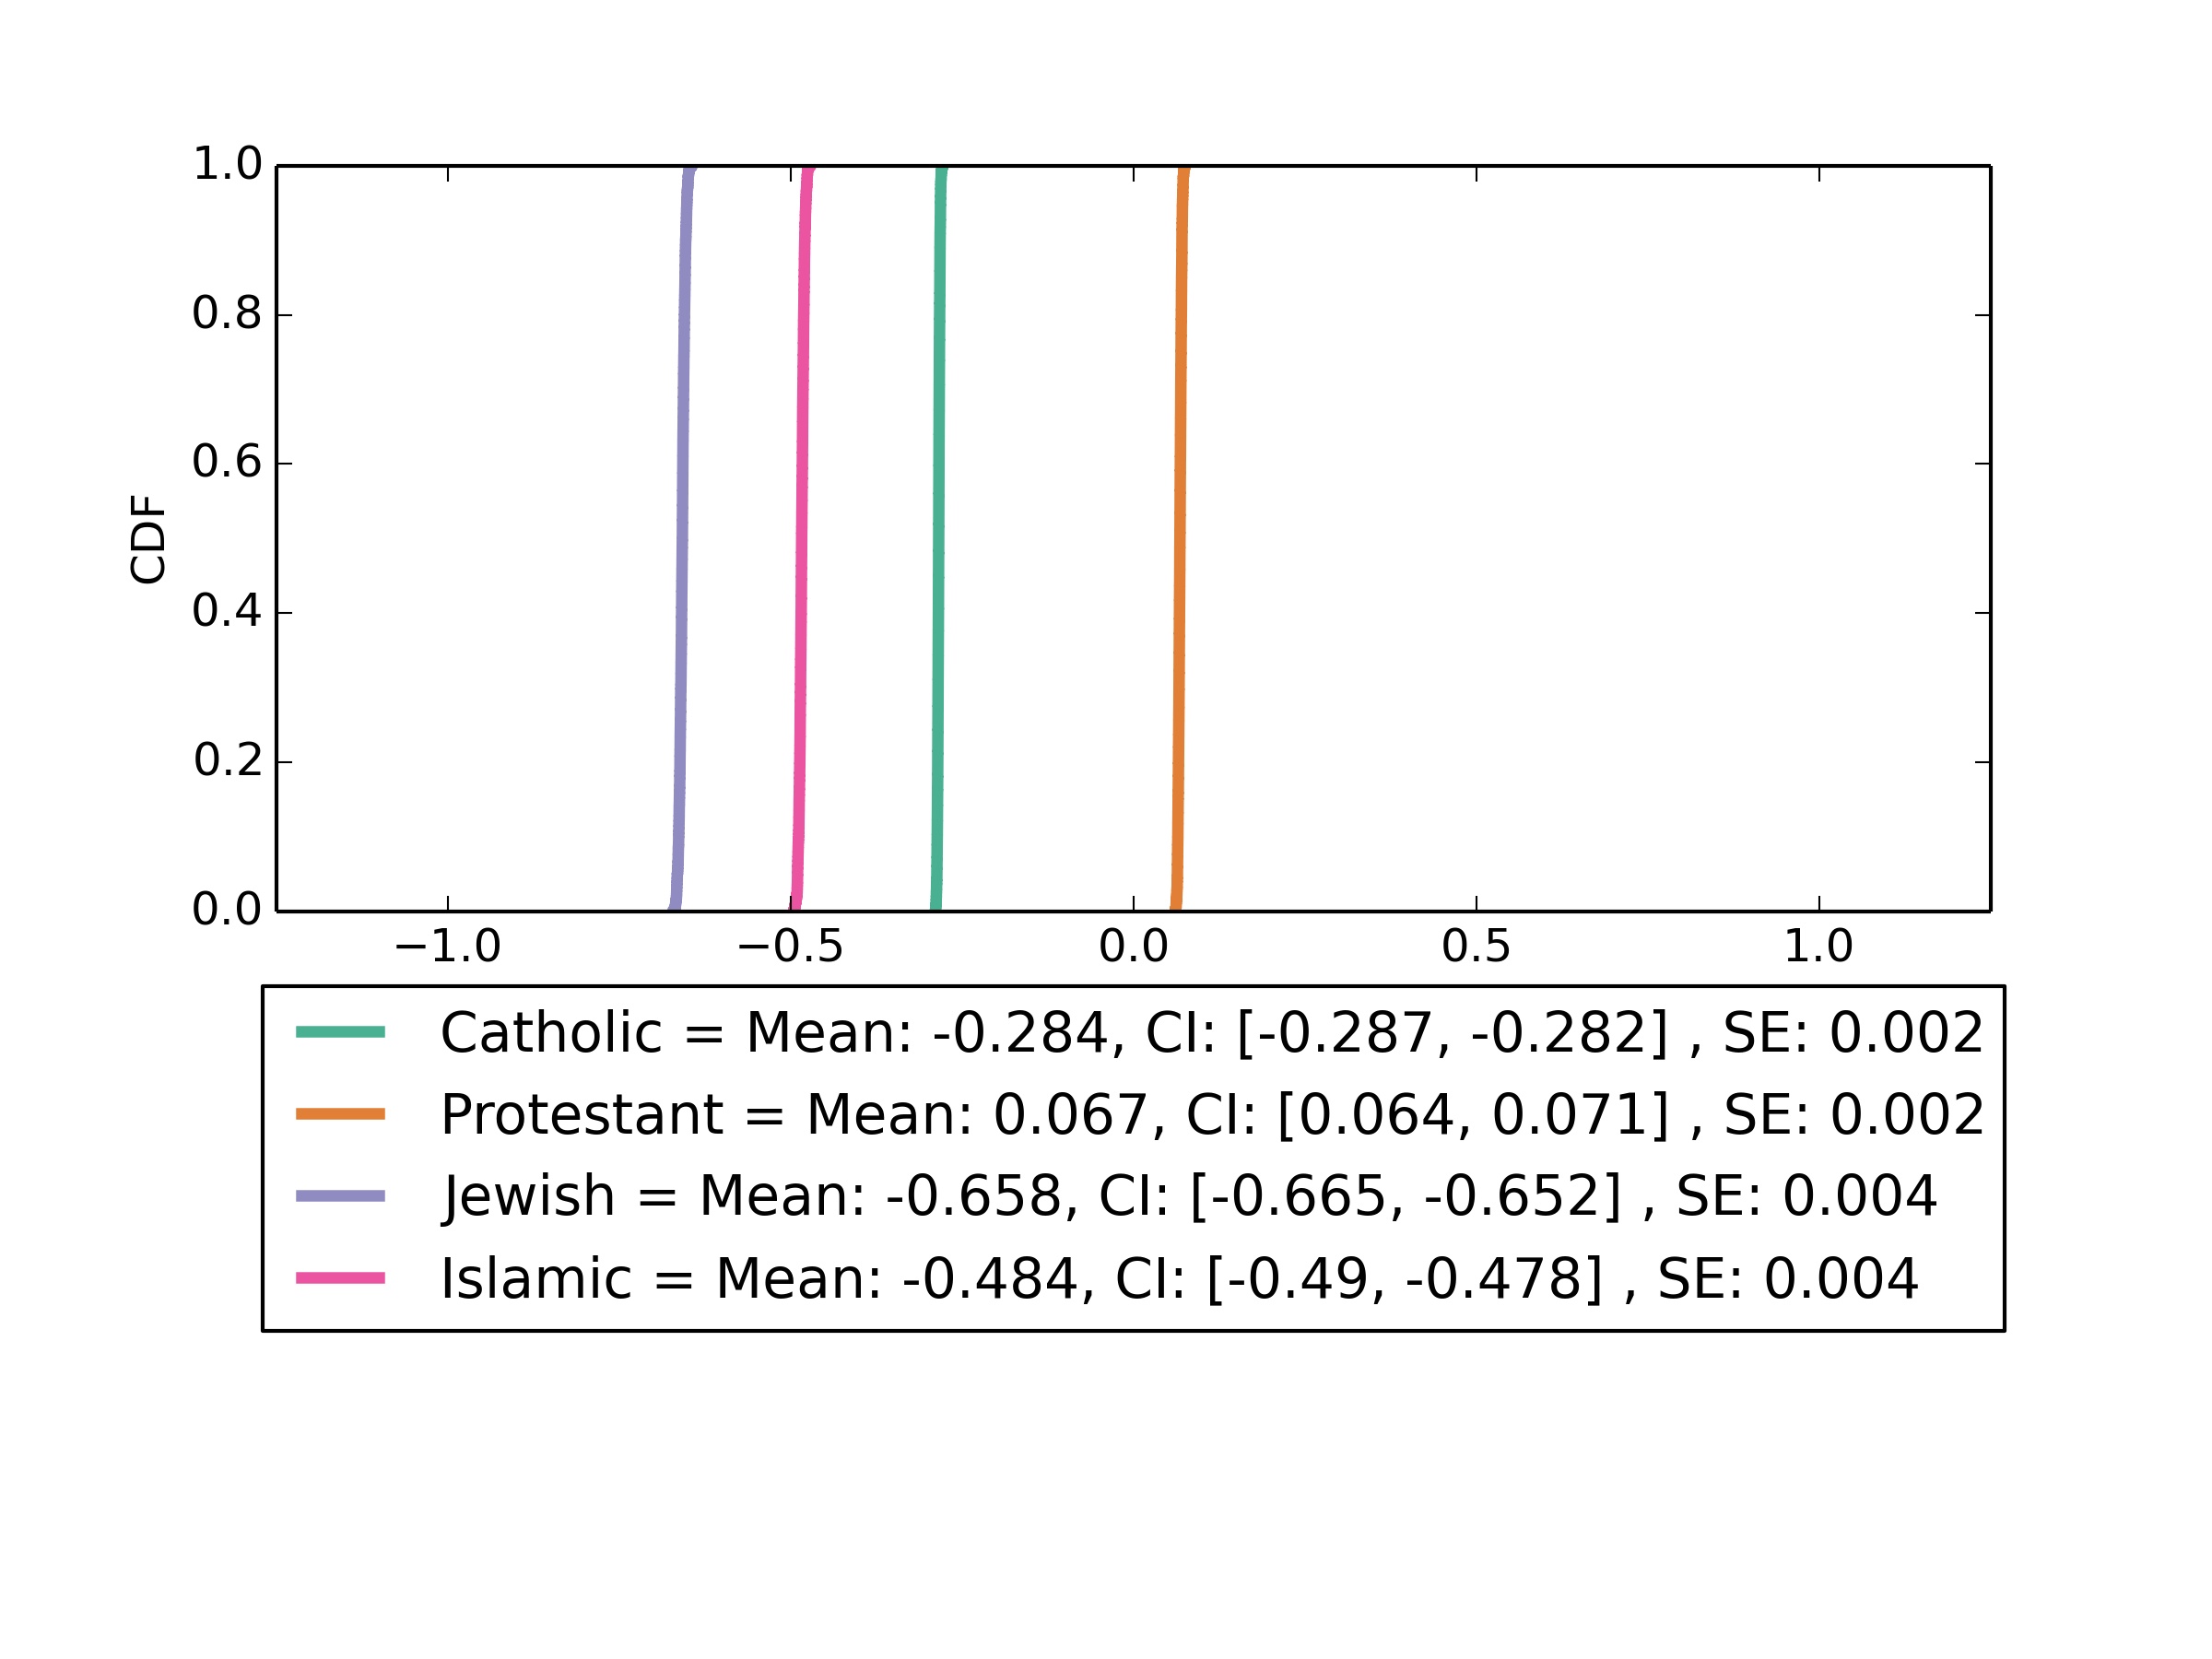 1.0
0.8
0.6
0.4
0.2
0.0
CDF
−1.0 −0.5 0.0 0.5 1.0
Catholic = Mean: -0.284, CI: [-0.287, -0.282] , SE: 0.002
Protestant = Mean: 0.067, CI: [0.064, 0.071] , SE: 0.002
Jewish = Mean: -0.658, CI: [-0.665, -0.652] , SE: 0.004
Islamic = Mean: -0.484, CI: [-0.49, -0.478] , SE: 0.004